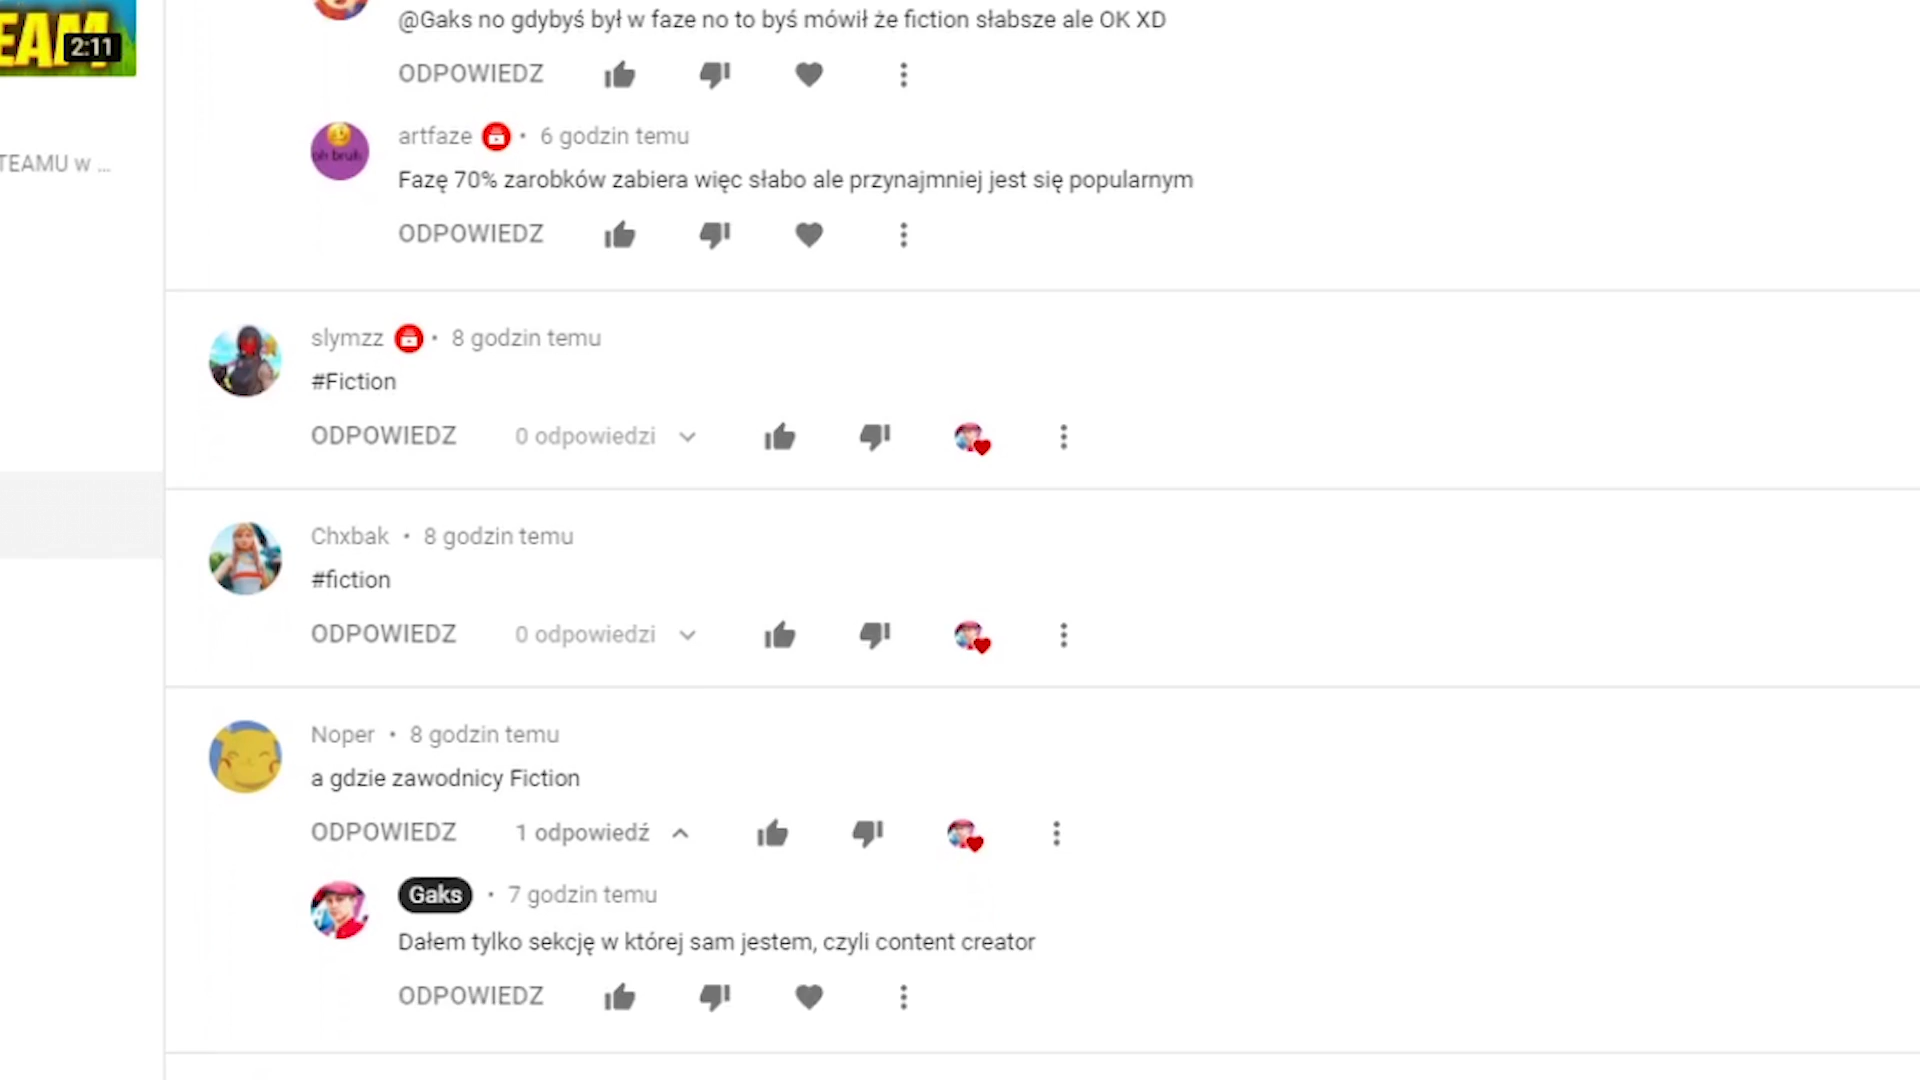 EAM
2:11
TEAMU w ...
@Gaks no gdybyś był w faze no to byś mówił że fiction słabsze ale OK XD
ODPOWIEDZ
oh bruh
artfaze • 6 godzin temu
Fazę 70% zarobków zabiera więc słabo ale przynajmniej jest się popularnym
ODPOWIEDZ
slymzz • 8 godzin temu
#Fiction
ODPOWIEDZ 0 odpowiedzi
Chxbak • 8 godzin temu
#fiction
ODPOWIEDZ 0 odpowiedzi
Noper • 8 godzin temu
a gdzie zawodnicy Fiction
ODPOWIEDZ 1 odpowiedź
Gaks • 7 godzin temu
Dałem tylko sekcję w której sam jestem, czyli content creator
ODPOWIEDZ